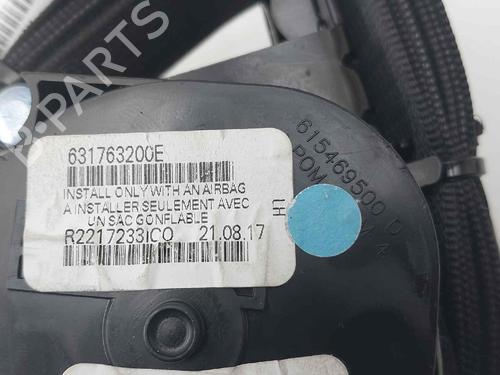 R-PARTS
631763200E
INSTALL ONLY WITH AN AIRBAG
A INSTALLER SEULEMENT AVEC
UN SAC GONFLABLE
R2217233ICO 21.08.17
H1
615469500 D
POM